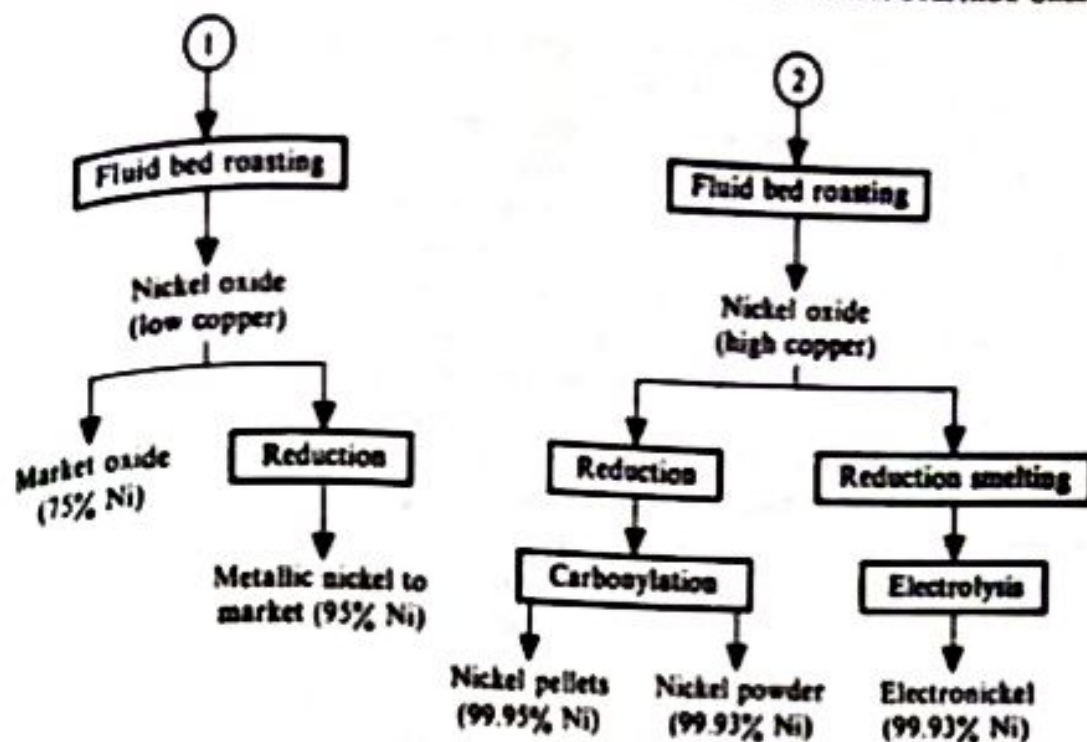 1
Fluid bed roasting
Nickel oxide
(low copper)
Market oxide
(75% Ni)
Reduction
Metallic nickel to
market (95% Ni)
2
Fluid bed roasting
Nickel oxide
(high copper)
Reduction
Reduction smelting
Carbonylation
Electrolysis
Nickel pellets
(99.95% Ni)
Nickel powder
(99.93% Ni)
Electronickel
(99.93% Ni)